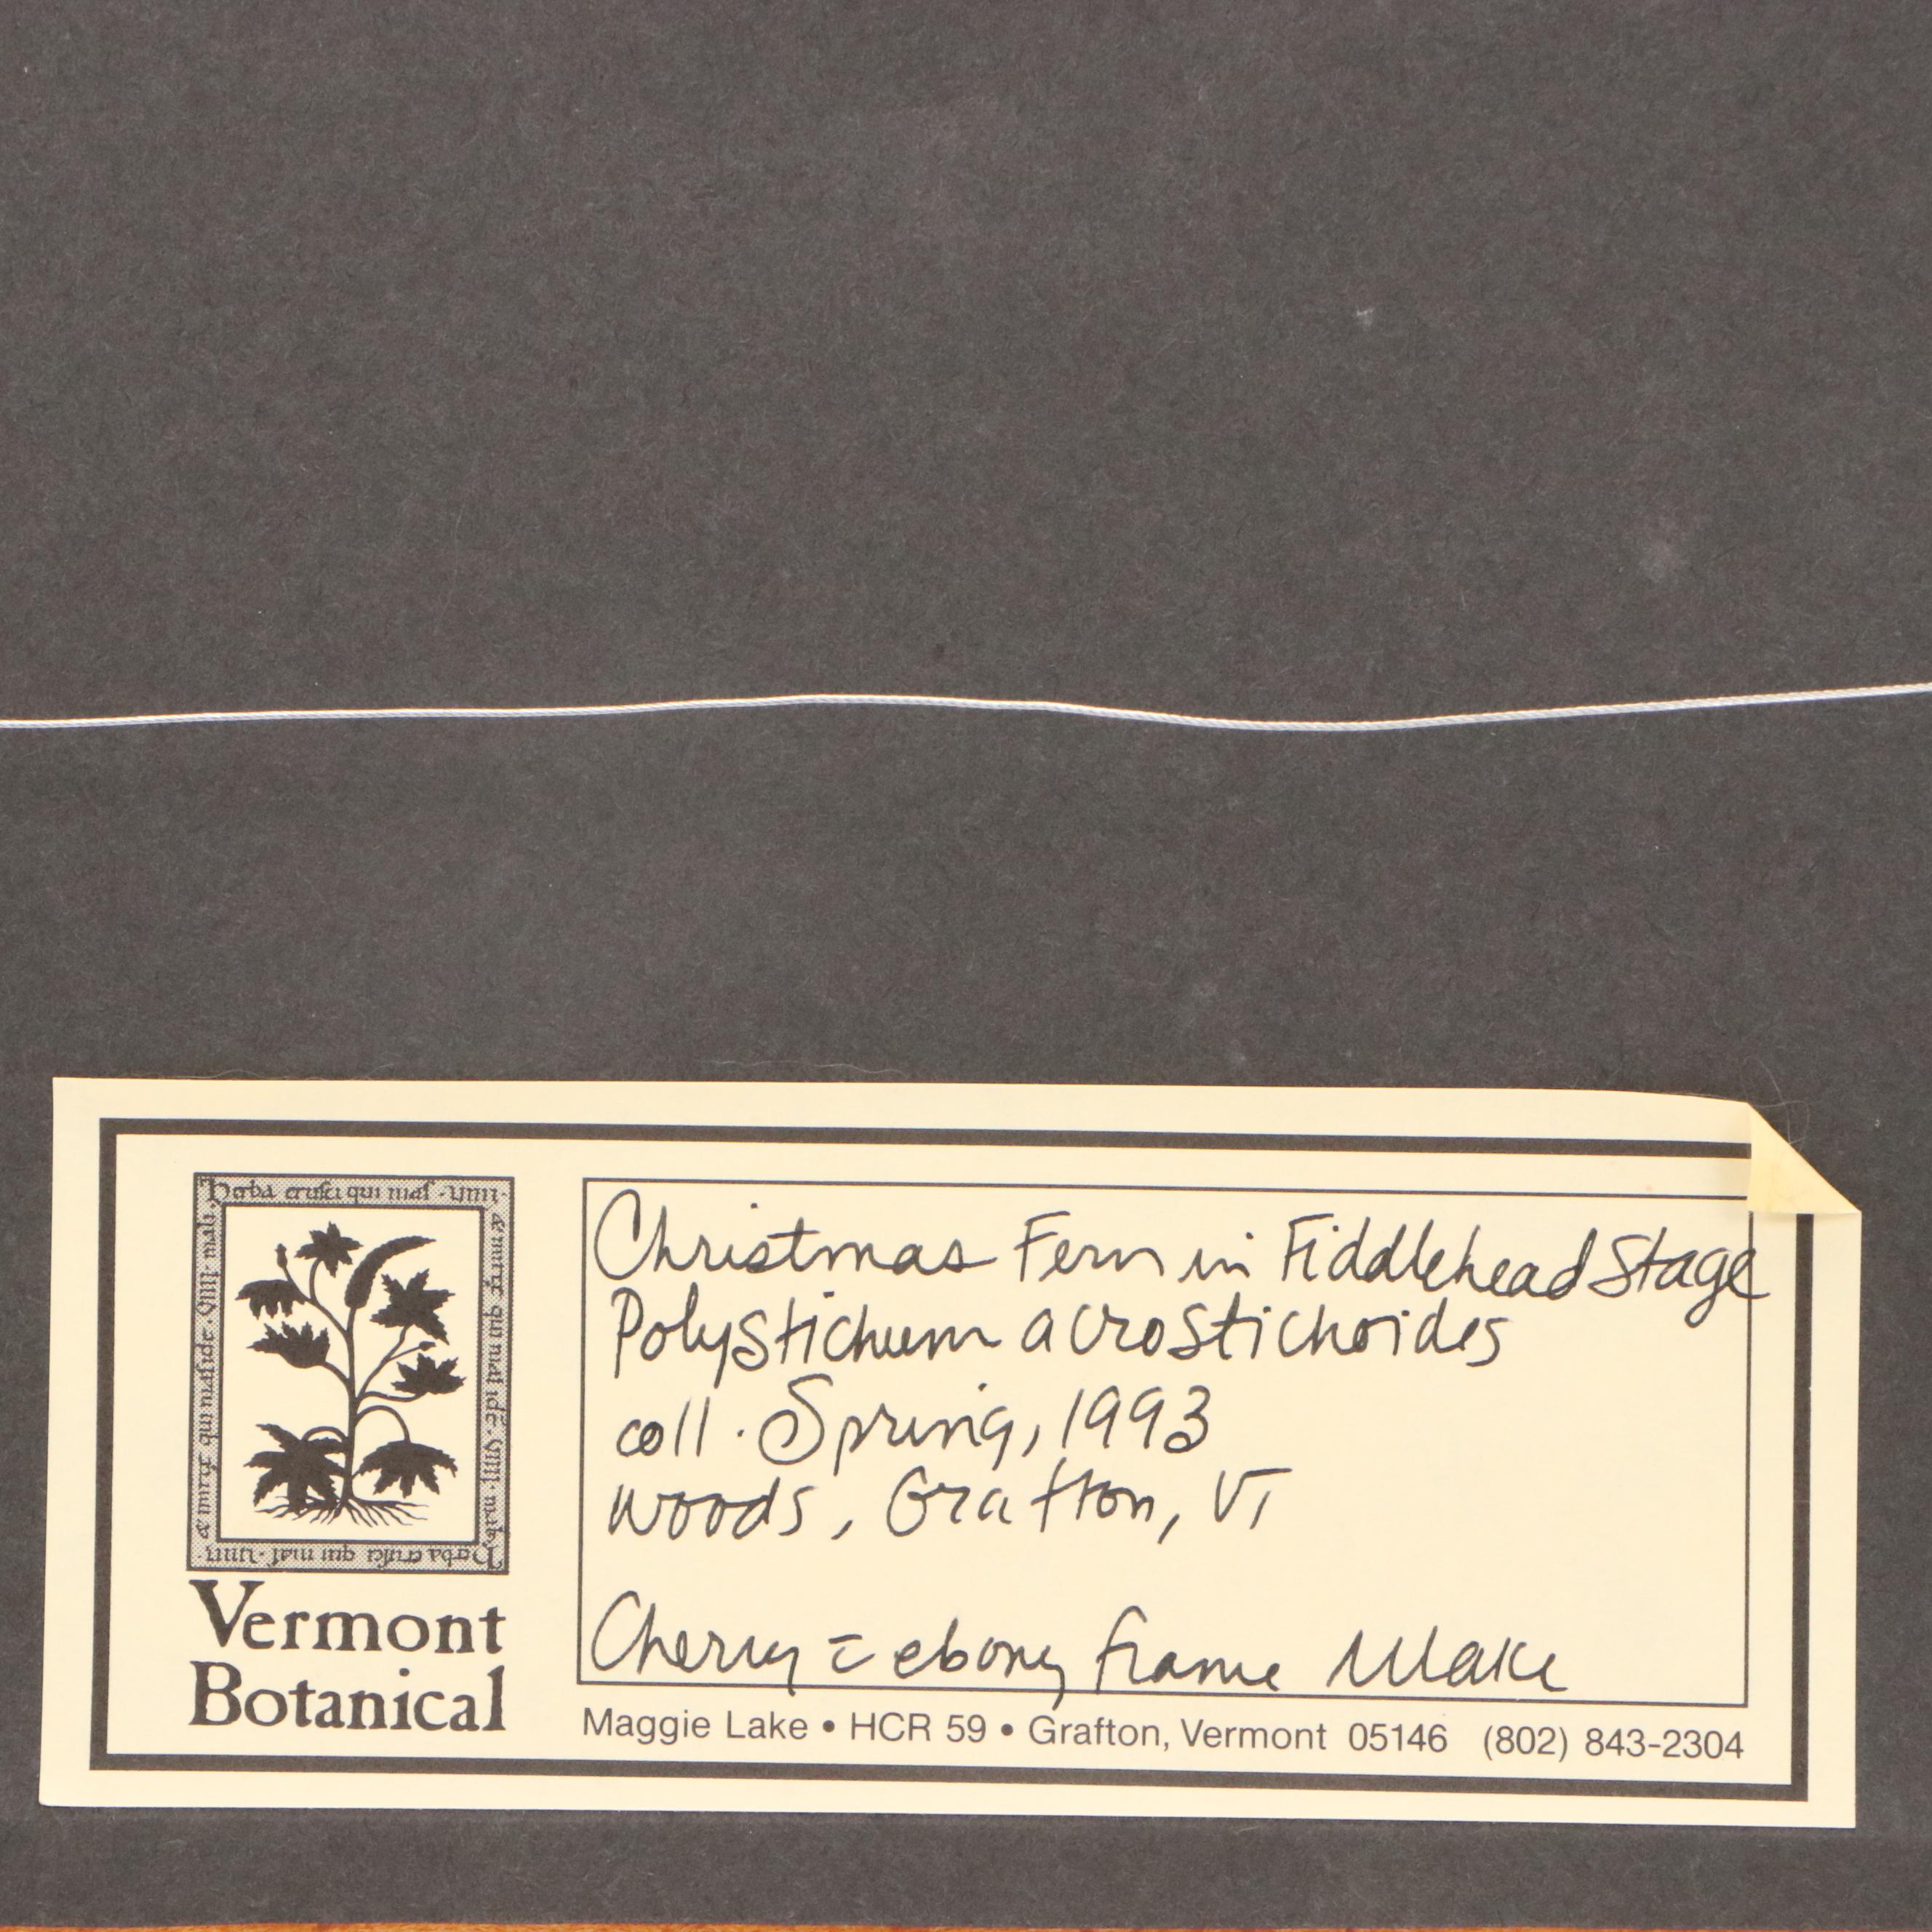 Christmas Fern in Fiddlehead Stage
Polystichum acrostichoides
coll. Spring, 1993
woods, Grafton, VT
Cherry c̄ ebony frame MLake
Vermont
Botanical
Maggie Lake • HCR 59 • Grafton, Vermont 05146 (802) 843-2304